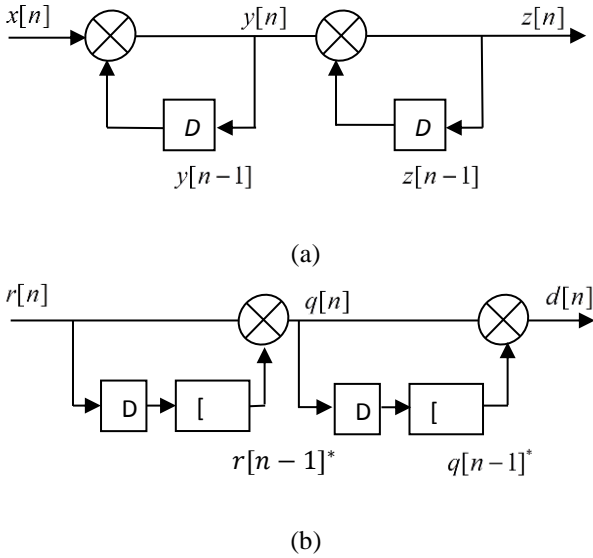 x[n] y[n] z[n]
D D
y[n-1] z[n-1]
(a)
r[n] q[n] d[n]
D [ D [
r[n − 1]* q[n-1]*
(b)